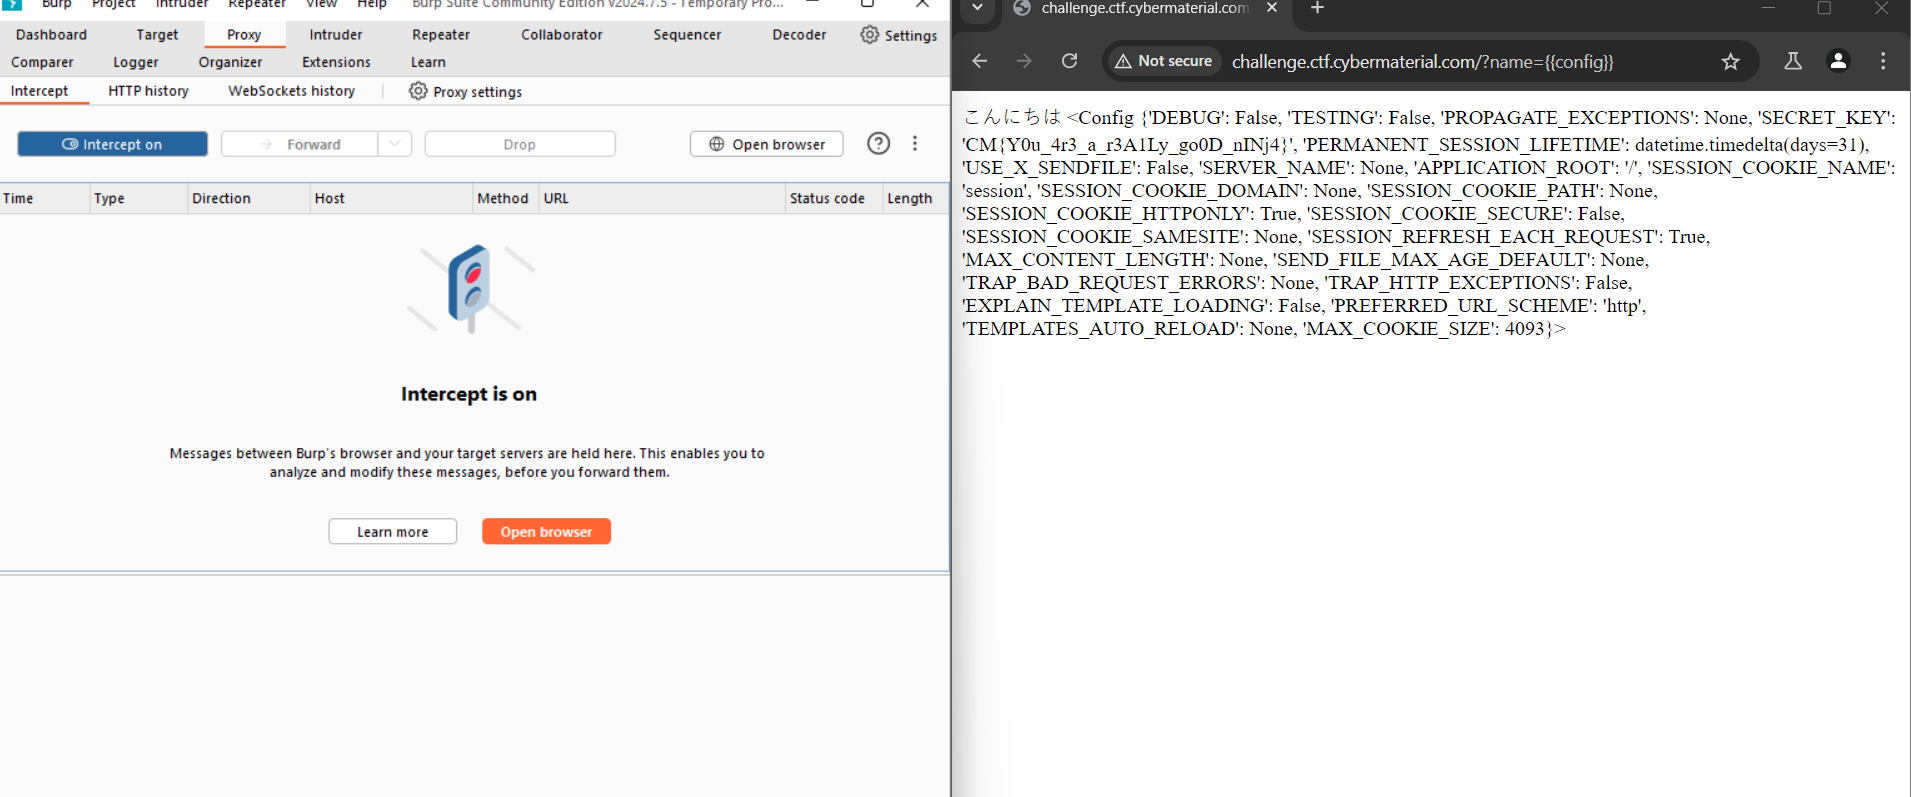 Burp Project Intruder Repeater View Help Burp Suite Community Edition v2024.7.5 - Temporary Pro...
Dashboard Target Proxy Intruder Repeater Collaborator Sequencer Decoder Settings
Comparer Logger Organizer Extensions Learn
Intercept HTTP history WebSockets history Proxy settings
Intercept on Forward Drop Open browser
Time Type Direction Host Method URL Status code Length
Intercept is on
Messages between Burp's browser and your target servers are held here. This enables you to
analyze and modify these messages, before you forward them.
Learn more Open browser
challenge.ctf.cybermaterial.com
Not secure challenge.ctf.cybermaterial.com/?name={{config}}
こんにちは <Config {'DEBUG': False, 'TESTING': False, 'PROPAGATE_EXCEPTIONS': None, 'SECRET_KEY':
'CM{Y0u_4r3_a_r3A1Ly_go0D_nINj4}', 'PERMANENT_SESSION_LIFETIME': datetime.timedelta(days=31),
'USE_X_SENDFILE': False, 'SERVER_NAME': None, 'APPLICATION_ROOT': '/', 'SESSION_COOKIE_NAME':
'session', 'SESSION_COOKIE_DOMAIN': None, 'SESSION_COOKIE_PATH': None,
'SESSION_COOKIE_HTTPONLY': True, 'SESSION_COOKIE_SECURE': False,
'SESSION_COOKIE_SAMESITE': None, 'SESSION_REFRESH_EACH_REQUEST': True,
'MAX_CONTENT_LENGTH': None, 'SEND_FILE_MAX_AGE_DEFAULT': None,
'TRAP_BAD_REQUEST_ERRORS': None, 'TRAP_HTTP_EXCEPTIONS': False,
'EXPLAIN_TEMPLATE_LOADING': False, 'PREFERRED_URL_SCHEME': 'http',
'TEMPLATES_AUTO_RELOAD': None, 'MAX_COOKIE_SIZE': 4093}>